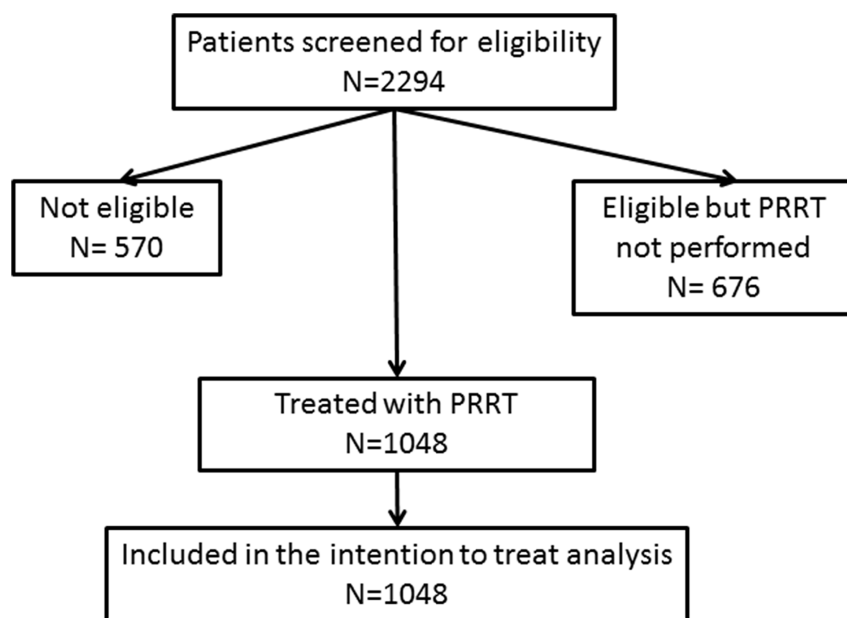 Patients screened for eligibility
N=2294
Not eligible
N= 570
Eligible but PRRT
not performed
N= 676
Treated with PRRT
N=1048
Included in the intention to treat analysis
N=1048